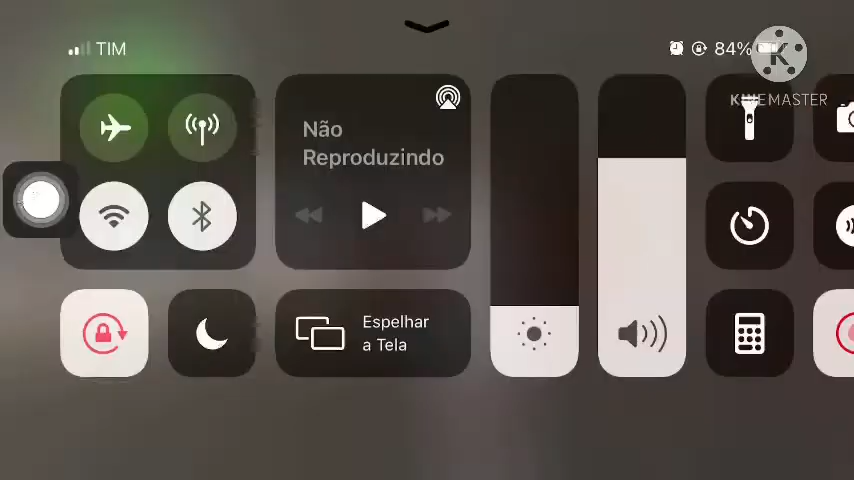 TIM
84%
K
KINEMASTER
Não
Reproduzindo
Espelhar
a Tela